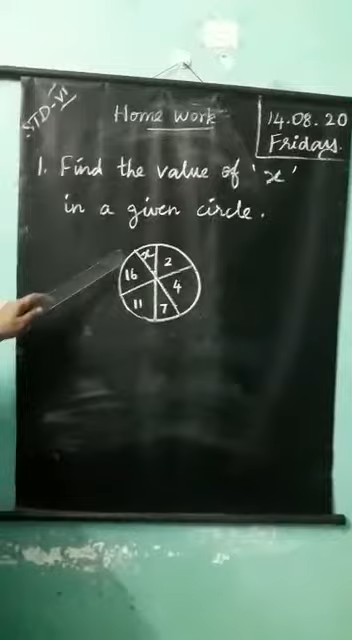 STD-VI
Home Work
14.08.20
Friday.
1. Find the value of 'x'
in a given circle.
x 2
16 4
11 7